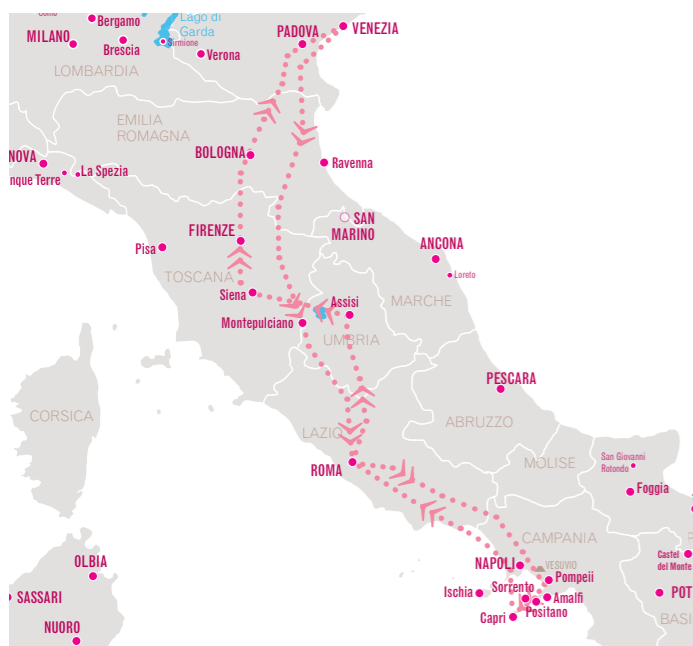 Como
Bergamo
Lago di
Garda
PADOVA
VENEZIA
MILANO
Brescia
Sirmione
Verona
LOMBARDIA
EMILIA
ROMAGNA
NOVA
BOLOGNA
Ravenna
nque Terre
La Spezia
FIRENZE
SAN
MARINO
Pisa
ANCONA
TOSCANA
Loreto
Siena
Assisi
MARCHE
Montepulciano
UMBRIA
PESCARA
CORSICA
ABRUZZO
LAZIO
ROMA
MOLISE
San Giovanni
Rotondo
Foggia
CAMPANIA
OLBIA
NAPOLI
VESUVIO
Pompeii
Castel
del Monte
SASSARI
Ischia
Sorrento
Amalfi
POT
Positano
Capri
BASI
NUORO